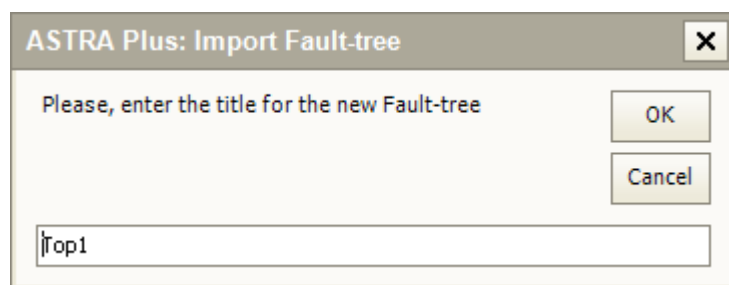 ASTRA Plus: Import Fault-tree
Please, enter the title for the new Fault-tree
OK
Cancel
Top1